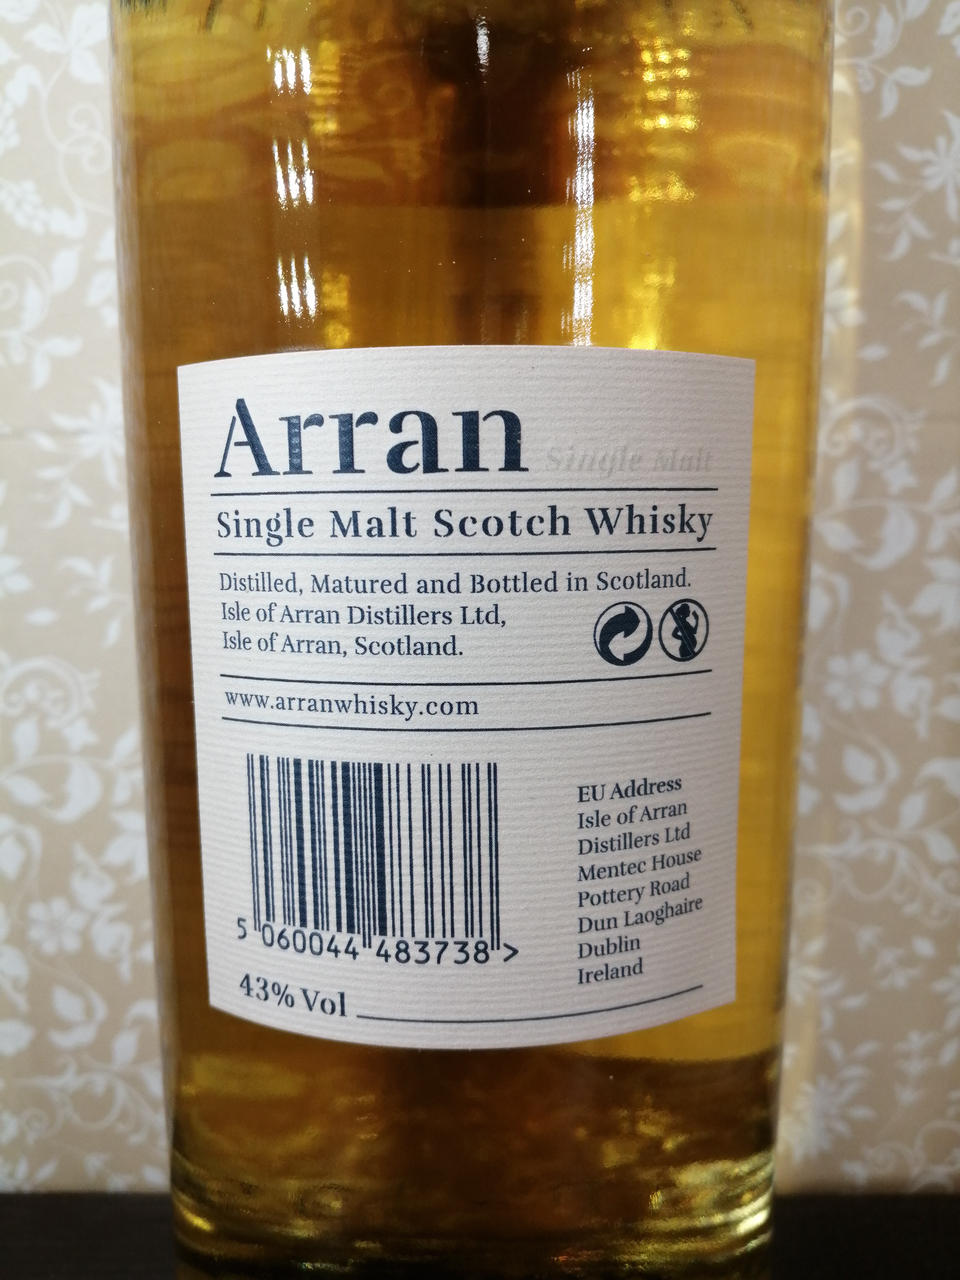 Arran Single Malt
Single Malt Scotch Whisky
Distilled, Matured and Bottled in Scotland.
Isle of Arran Distillers Ltd,
Isle of Arran, Scotland.
www.arranwhisky.com
EU Address
Isle of Arran
Distillers Ltd
Mentec House
Pottery Road
Dun Laoghaire
Dublin
Ireland
5 060044 483738 >
43% Vol